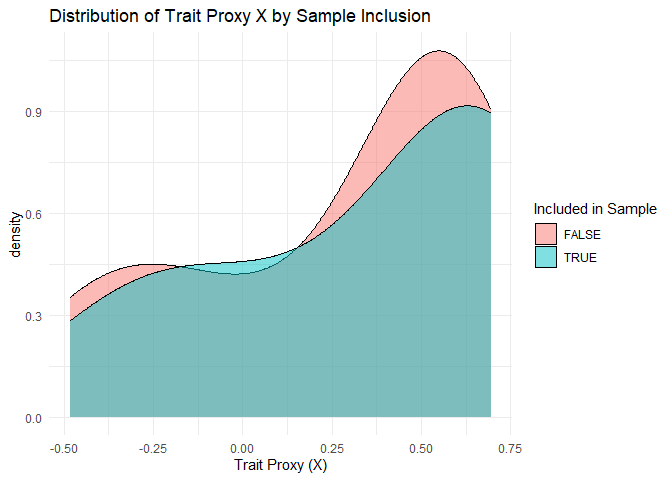 Distribution of Trait Proxy X by Sample Inclusion
density
0.9
0.6
0.3
0.0
-0.50 -0.25 0.00 0.25 0.50 0.75
Trait Proxy (X)
Included in Sample
FALSE
TRUE